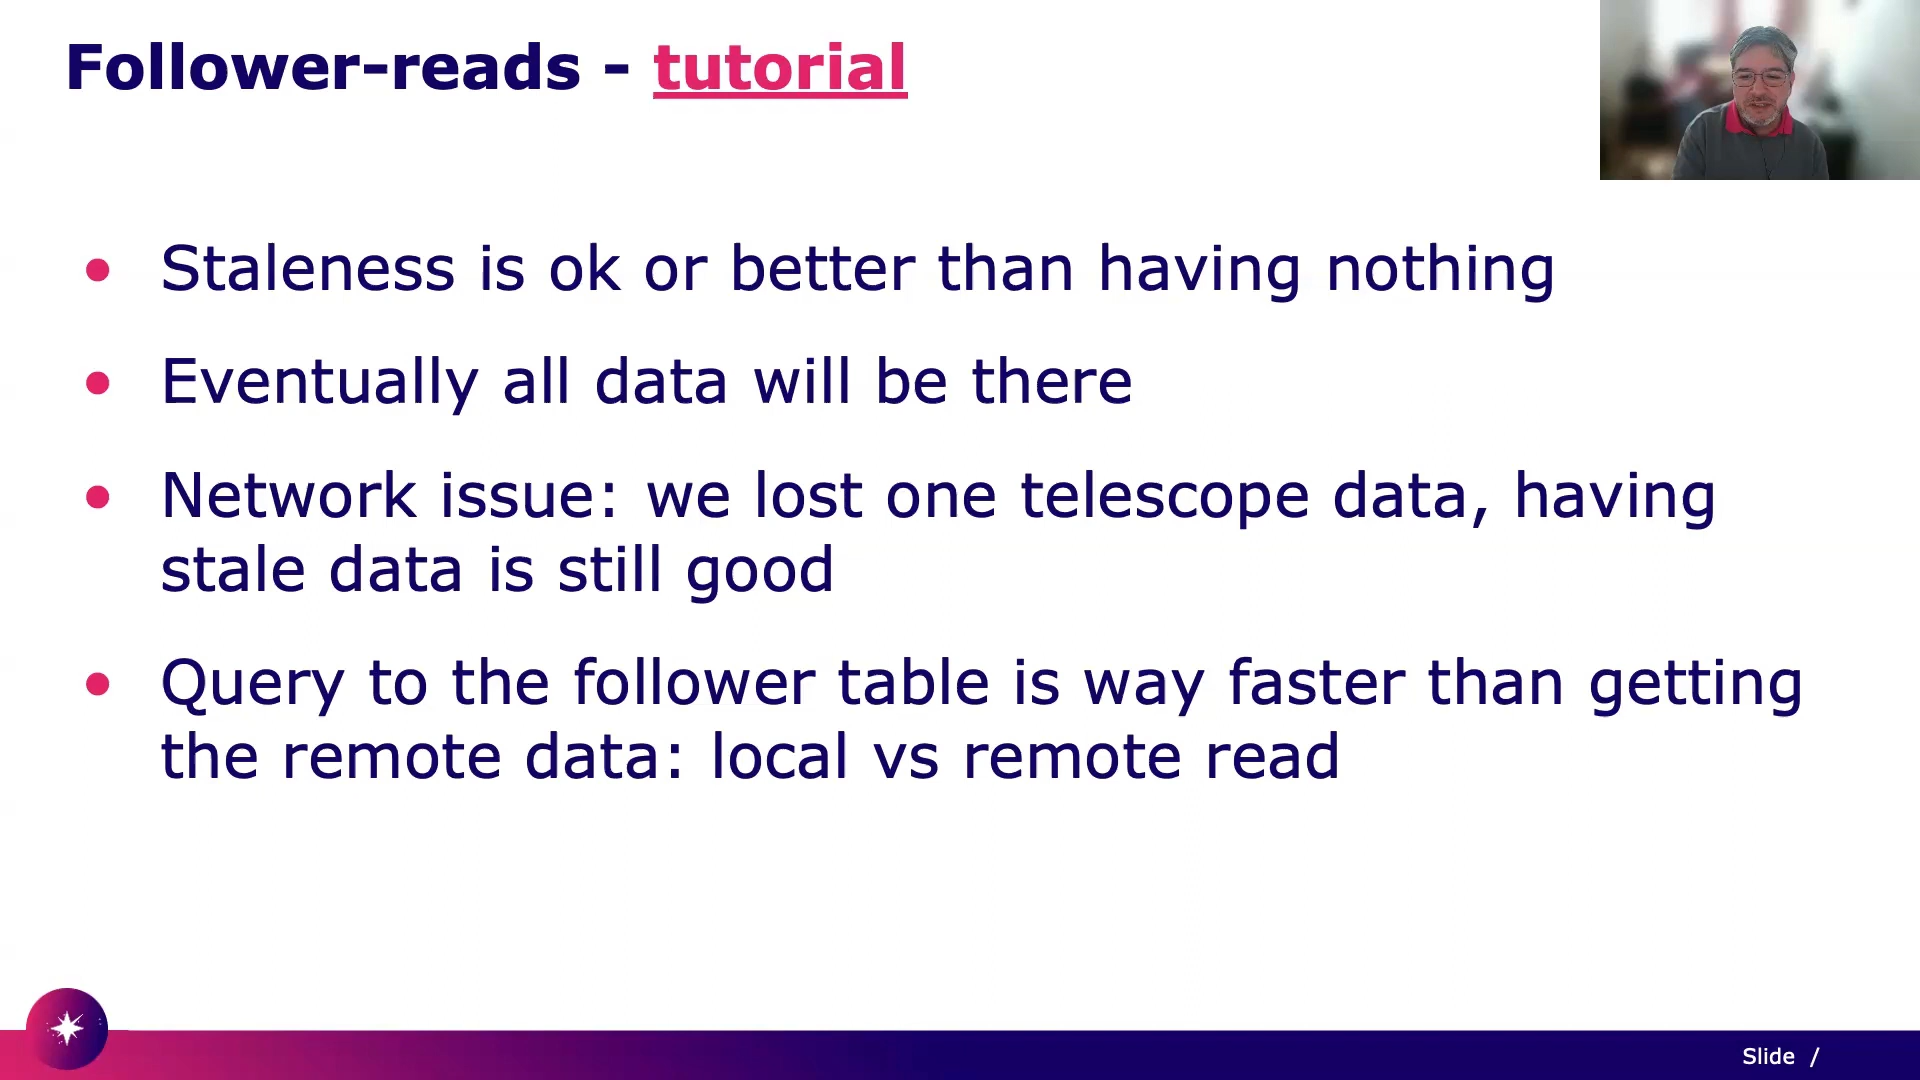 Follower-reads - tutorial
• Staleness is ok or better than having nothing
• Eventually all data will be there
• Network issue: we lost one telescope data, having
stale data is still good
• Query to the follower table is way faster than getting
the remote data: local vs remote read
Slide /